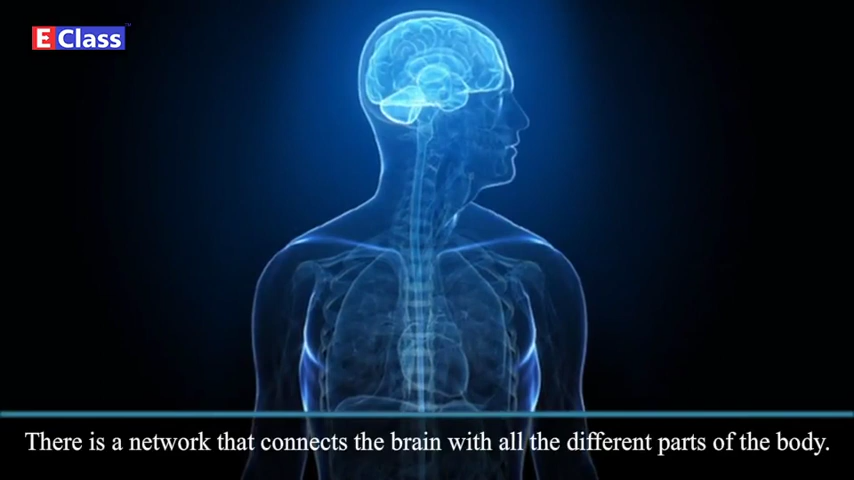 E Class
There is a network that connects the brain with all the different parts of the body.